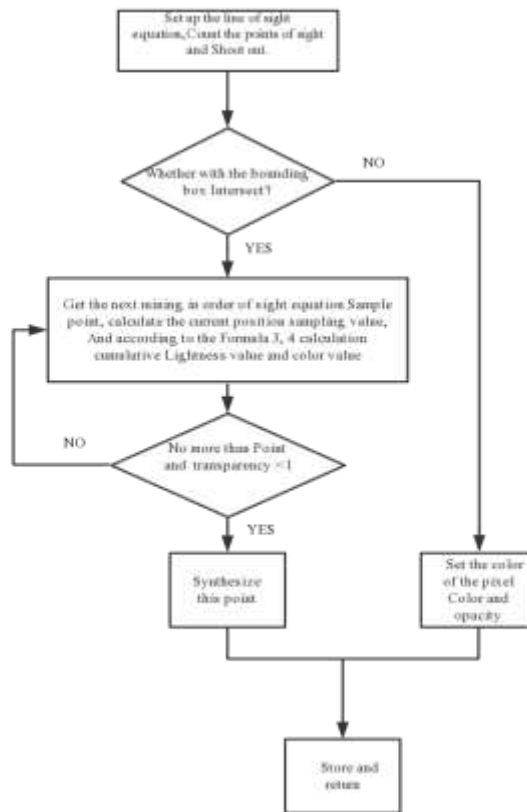 Set up the line of sight
equation,Count the points of sight
and Shoot out.
Whether with the bounding
box Intersect?
NO
YES
Get the next mining in order of sight equation Sample
point, calculate the current position sampling value,
And according to the Formula 3, 4 calculation
cumulative Lightness value and color value
NO
No more than Point
and transparency <1
YES
Synthesize
this point
Set the color
of the pixel
Color and
opacity
Store and
return